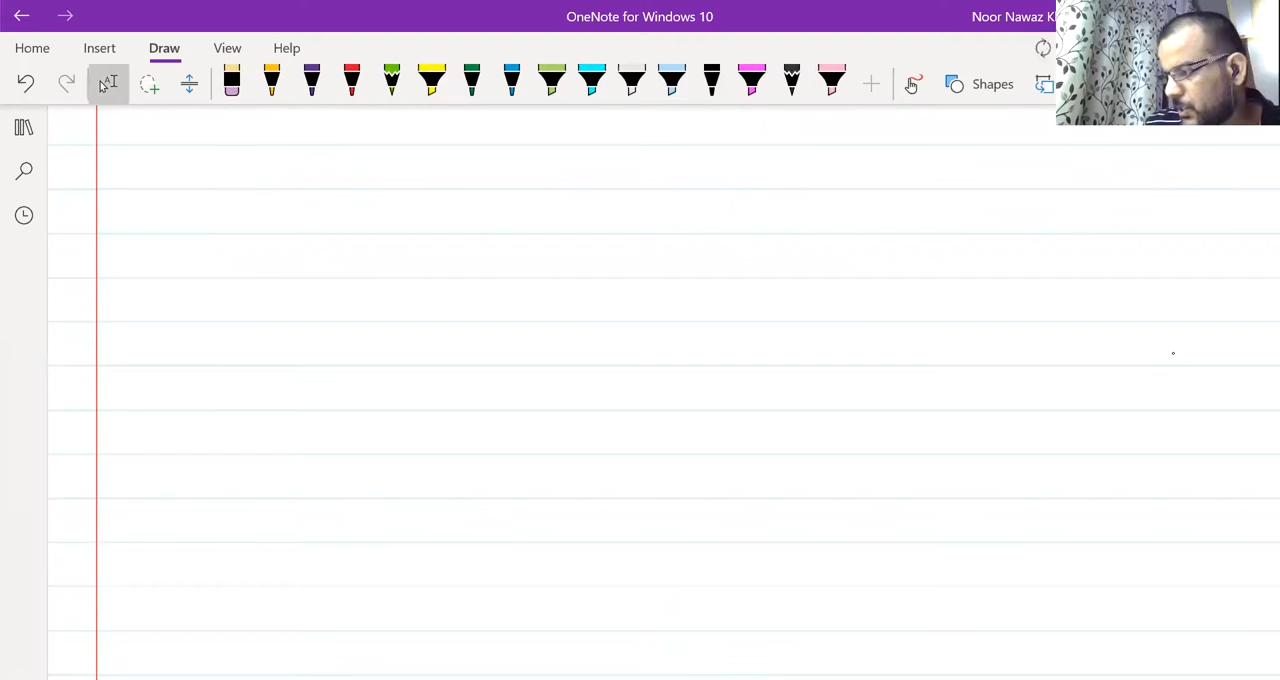 OneNote for Windows 10
Noor Nawaz K
Home
Insert
Draw
View
Help
Shapes